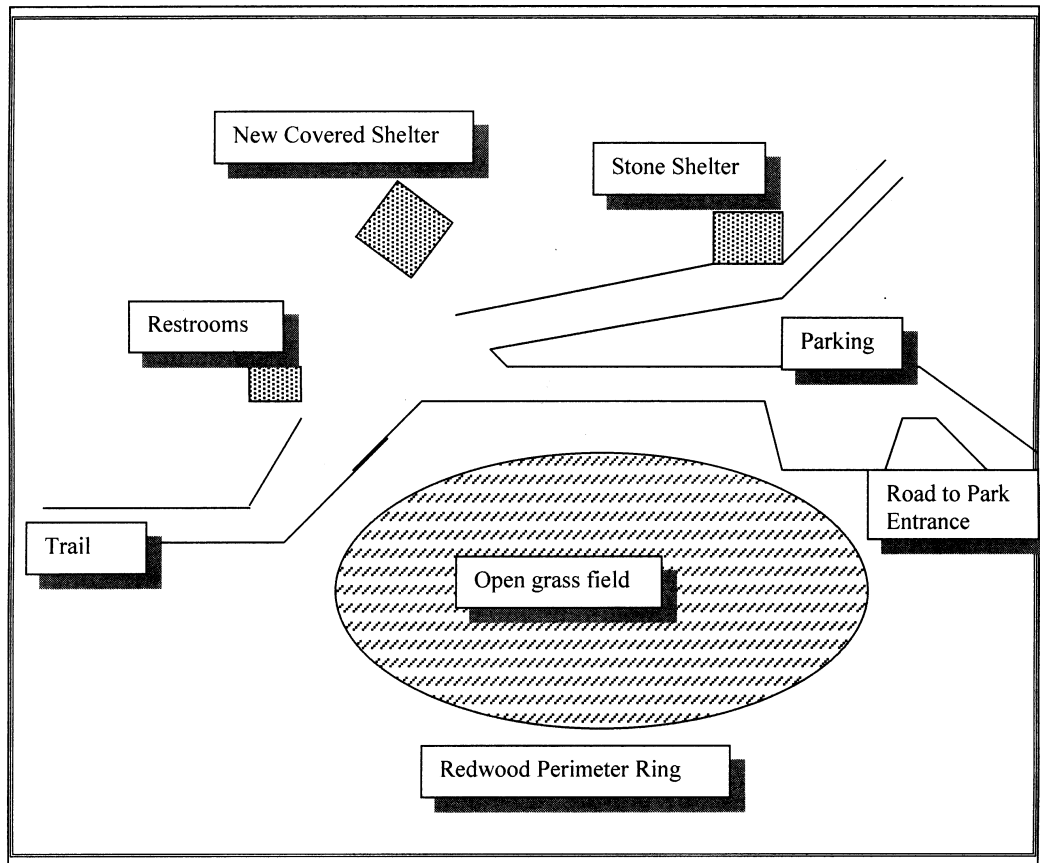 New Covered Shelter
Stone Shelter
Restrooms
Parking
Road to Park
Entrance
Trail
Open grass field
Redwood Perimeter Ring